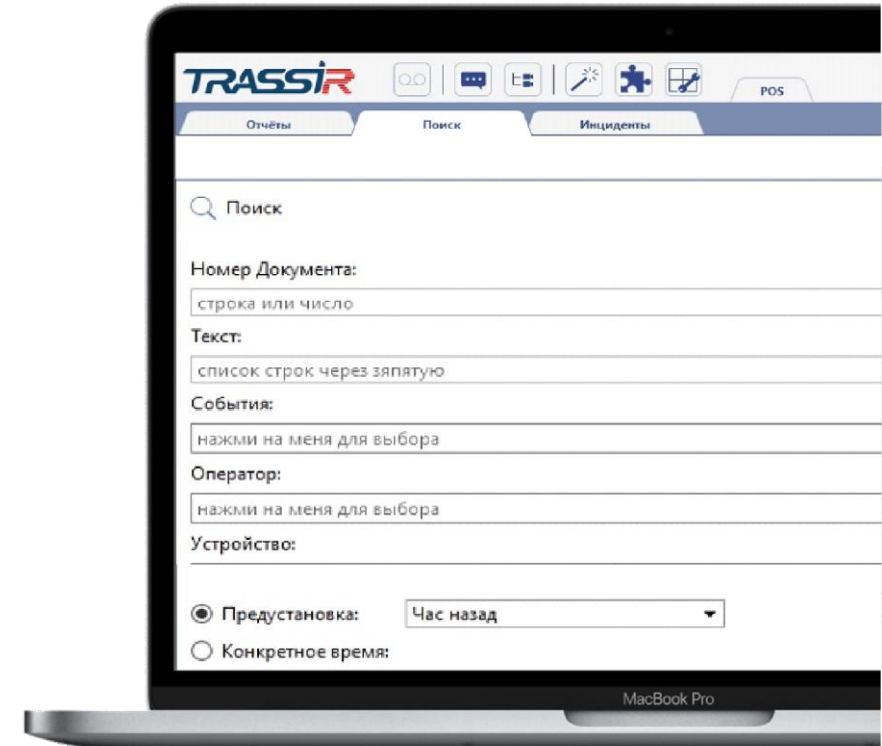 TRASSIR
POS
Отчёты Поиск Инциденты
Поиск
Номер Документа:
строка или число
Текст:
список строк через зяпятую
События:
нажми на меня для выбора
Оператор:
нажми на меня для выбора
Устройство:
Предустановка: Час назад
Конкретное время:
MacBook Pro